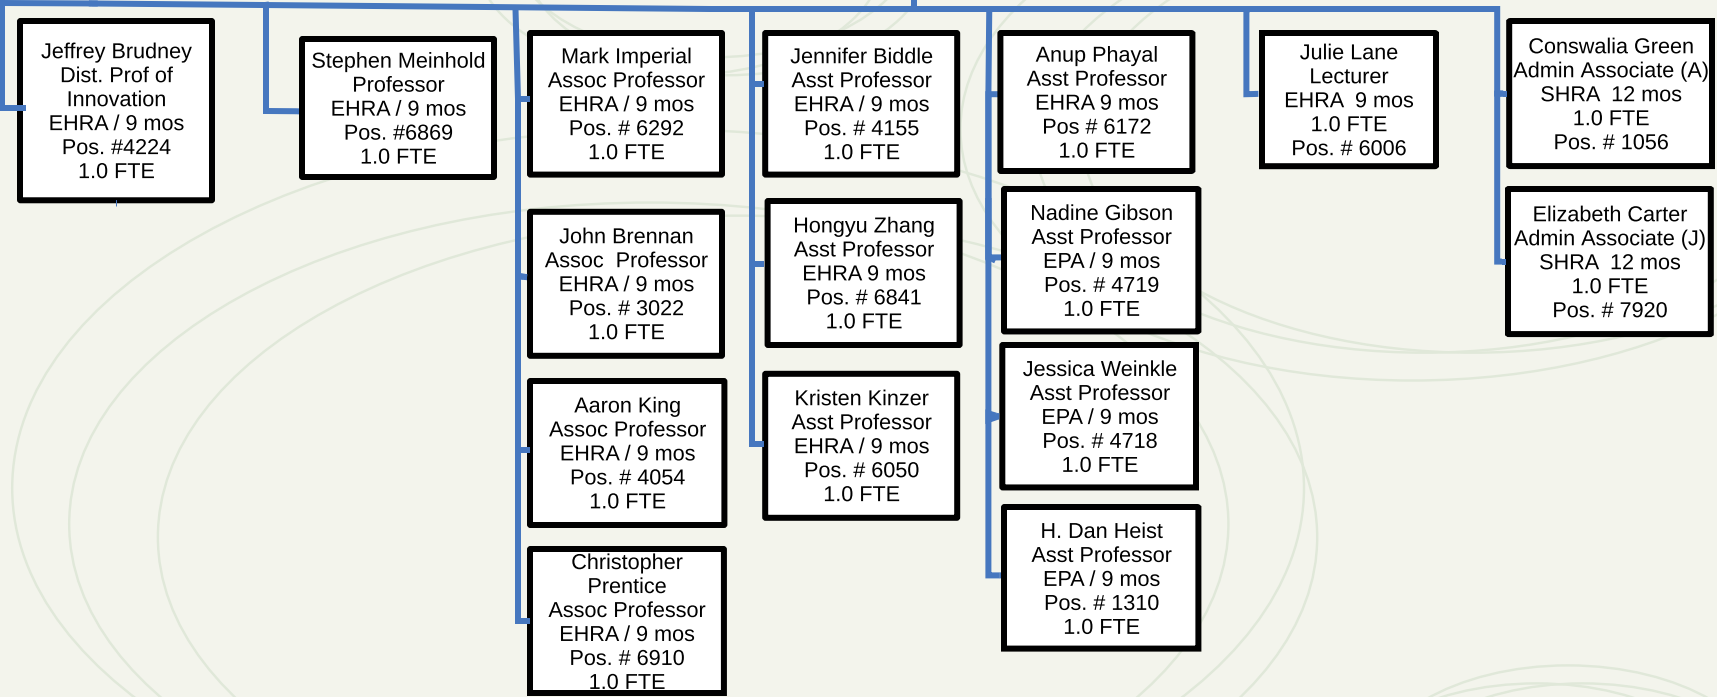 Jeffrey Brudney
Dist. Prof of
Innovation
EHRA / 9 mos
Pos. #4224
1.0 FTE
Stephen Meinhold
Professor
EHRA / 9 mos
Pos. #6869
1.0 FTE
Mark Imperial
Assoc Professor
EHRA / 9 mos
Pos. # 6292
1.0 FTE
John Brennan
Assoc  Professor
EHRA / 9 mos
Pos. # 3022
1.0 FTE
Aaron King
Assoc Professor
EHRA / 9 mos
Pos. # 4054
1.0 FTE
Christopher
Prentice
Assoc Professor
EHRA / 9 mos
Pos. # 6910
1.0 FTE
Jennifer Biddle
Asst Professor
EHRA / 9 mos
Pos. # 4155
1.0 FTE
Hongyu Zhang
Asst Professor
EHRA 9 mos
Pos. # 6841
1.0 FTE
Kristen Kinzer
Asst Professor
EHRA / 9 mos
Pos. # 6050
1.0 FTE
Anup Phayal
Asst Professor
EHRA 9 mos
Pos # 6172
1.0 FTE
Nadine Gibson
Asst Professor
EPA / 9 mos
Pos. # 4719
1.0 FTE
Jessica Weinkle
Asst Professor
EPA / 9 mos
Pos. # 4718
1.0 FTE
H. Dan Heist
Asst Professor
EPA / 9 mos
Pos. # 1310
1.0 FTE
Julie Lane
Lecturer
EHRA  9 mos
1.0 FTE
Pos. # 6006
Conswalia Green
Admin Associate (A)
SHRA  12 mos
1.0 FTE
Pos. # 1056
Elizabeth Carter
Admin Associate (J)
SHRA  12 mos
1.0 FTE
Pos. # 7920